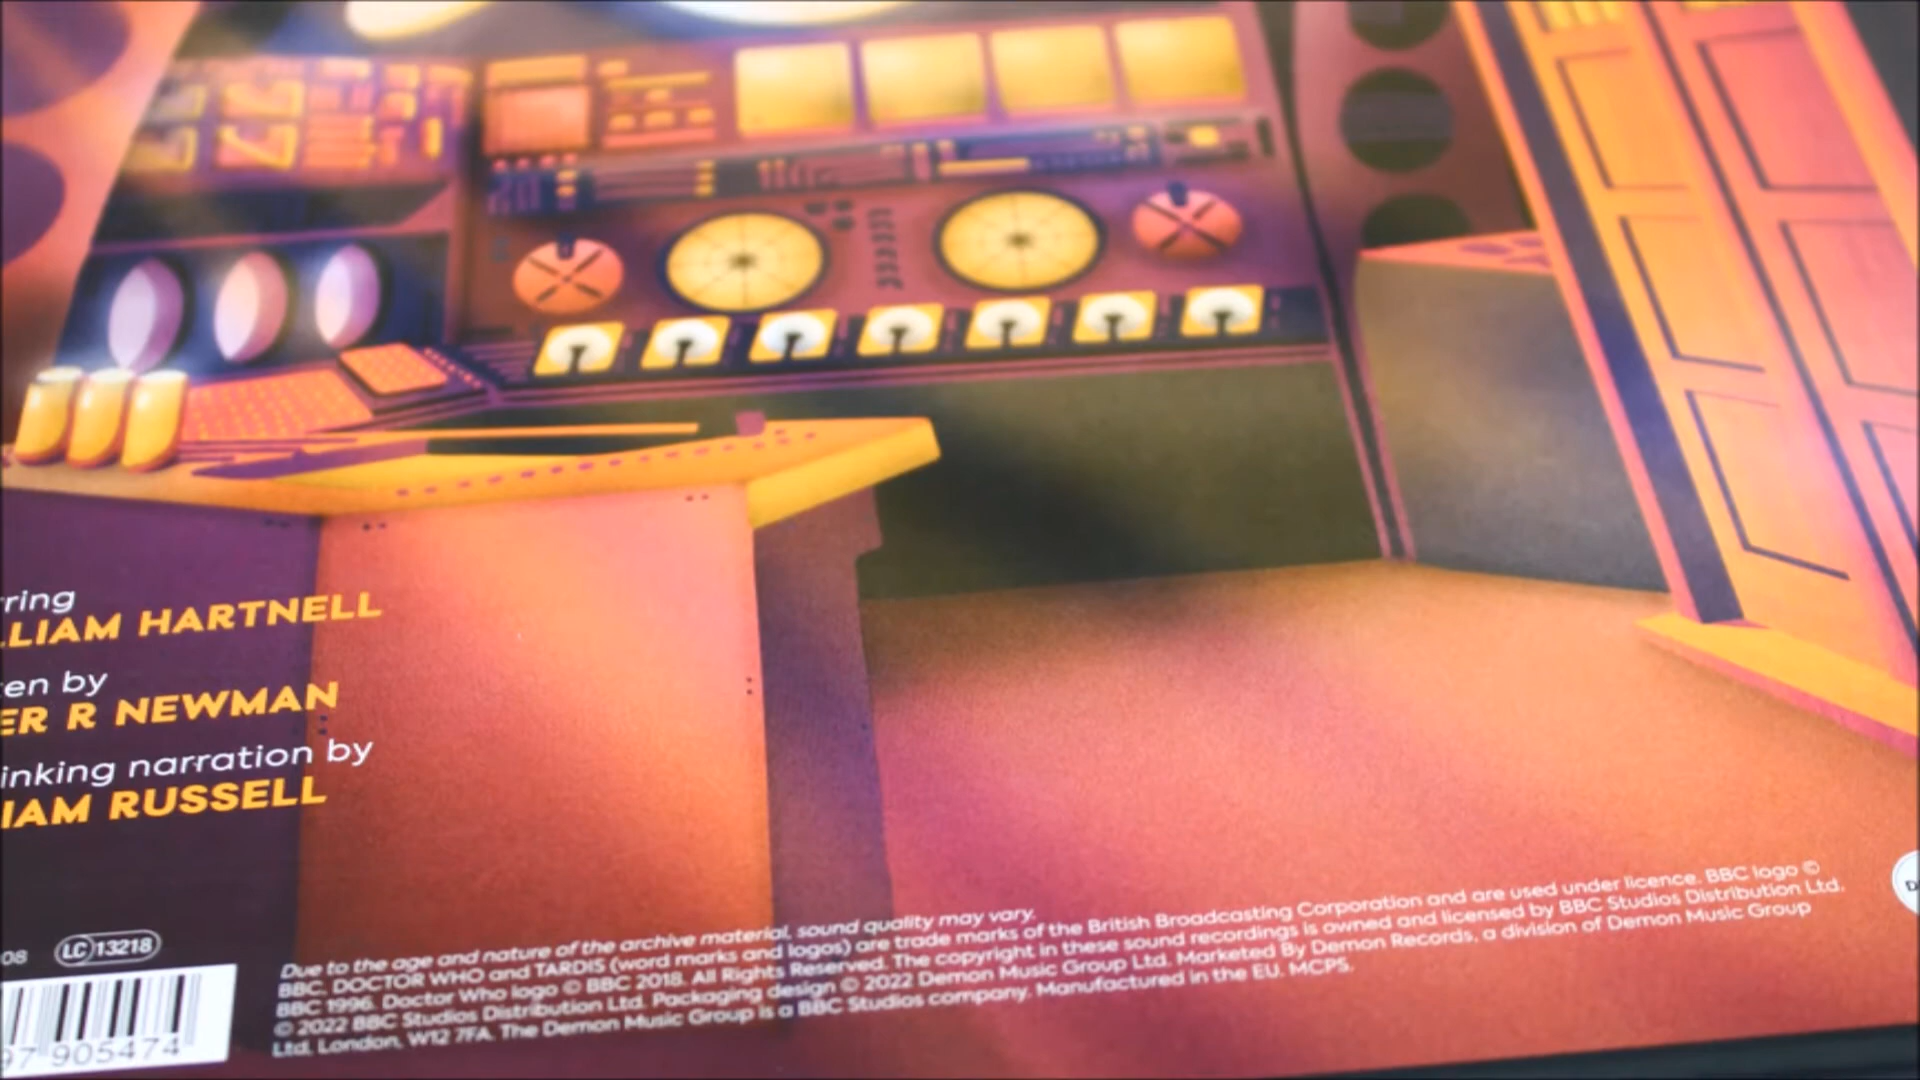 rring
LLIAM HARTNELL
ten by
ER R NEWMAN
inking narration by
IAM RUSSELL
08 LC 13218
97 905474
Due to the age and nature of the archive material, sound quality may vary.
BBC, DOCTOR WHO and TARDIS (word marks and logos) are trade marks of the British Broadcasting Corporation and are used under licence. BBC logo ©
BBC 1996. Doctor Who logo © BBC 2018. All Rights Reserved. The copyright in these sound recordings is owned and licensed by BBC Studios Distribution Ltd.
© 2022 BBC Studios Distribution Ltd. Packaging design © 2022 Demon Music Group Ltd. Marketed By Demon Records, a division of Demon Music Group
Ltd, London, W12 7FA. The Demon Music Group is a BBC Studios company. Manufactured in the EU. MCPS.
D